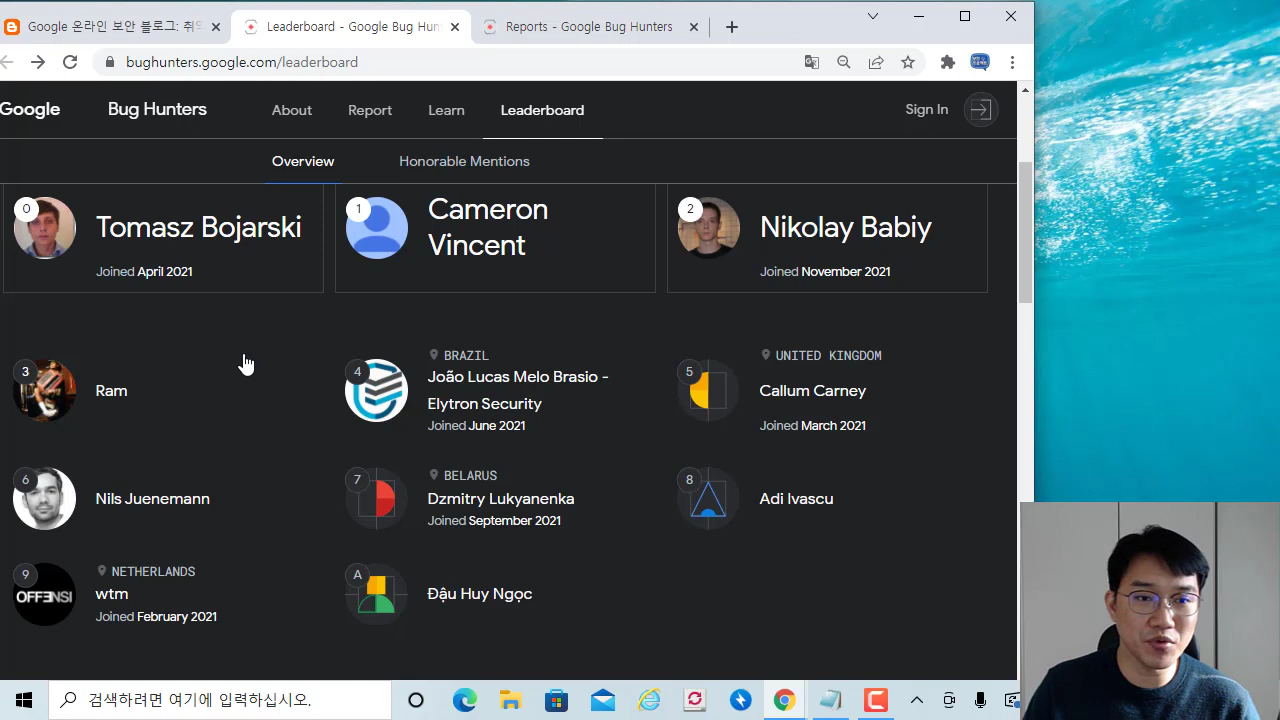 Google 온라인 보안 블로그: 취약
Leaderboard - Google Bug Hun
Reports - Google Bug Hunters
bughunters.google.com/leaderboard
Google
Bug Hunters
About
Report
Learn
Leaderboard
Sign In
Overview
Honorable Mentions
0
Tomasz Bojarski
Joined April 2021
1
Cameron
Vincent
2
Nikolay Babiy
Joined November 2021
3
Ram
4
BRAZIL
João Lucas Melo Brasio -
Elytron Security
Joined June 2021
5
UNITED KINGDOM
Callum Carney
Joined March 2021
6
Nils Juenemann
7
BELARUS
Dzmitry Lukyanenka
Joined September 2021
8
Adi Ivascu
9
OFFENSI
NETHERLANDS
wtm
Joined February 2021
A
Đậu Huy Ngọc
검색하려면 여기에 입력하십시오.